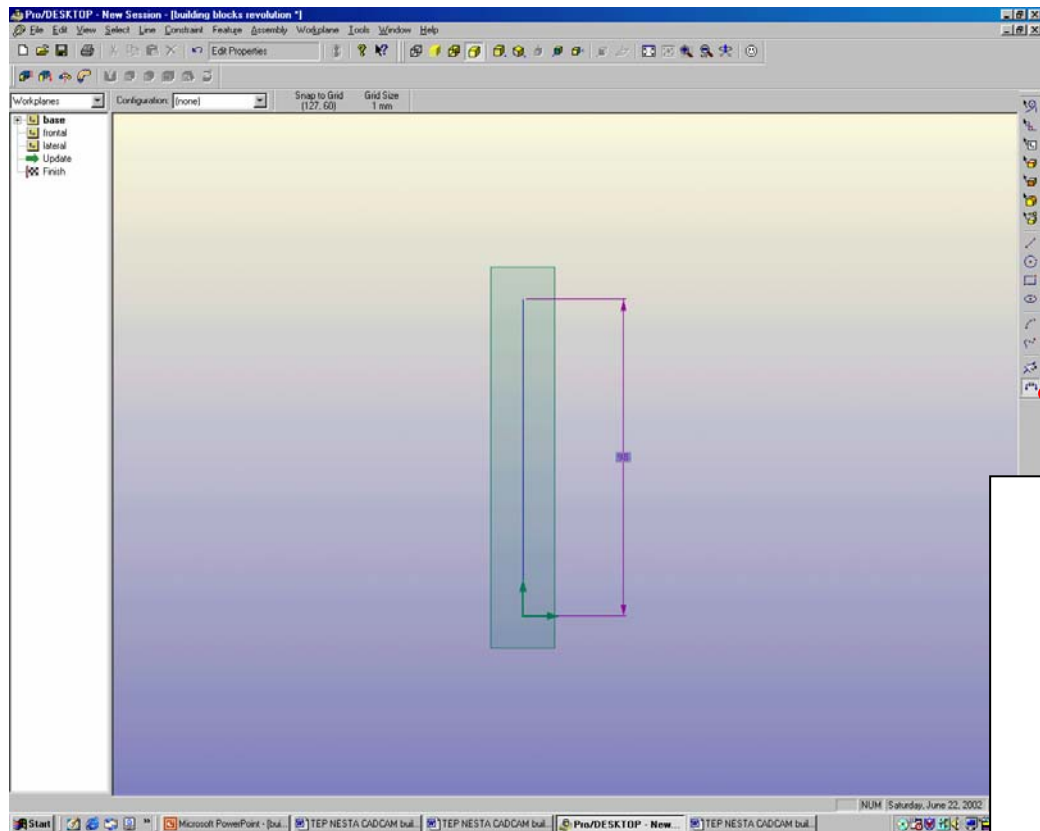 Pro/DESKTOP - New Session - [building blocks revolution *]
File Edit View Select Line Constraint Feature Assembly Workplane Tools Window Help
Edit Properties
Workplanes Configuration: (none) Snap to Grid Grid Size
(127, 60) 1 mm
base
frontal
lateral
Update
Finish
NUM Saturday, June 22, 2002
Start Microsoft PowerPoint - [bui... TEP NESTA CADCAM buil... TEP NESTA CADCAM buil... Pro/DESKTOP - New... TEP NESTA CADCAM buil...